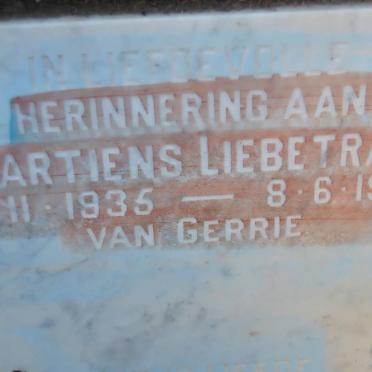 IN LIEFDEVOLLE
HERINNERING AAN
ARTIENS LIEBETRA
11·1935 — 8·6·19
VAN GERRIE